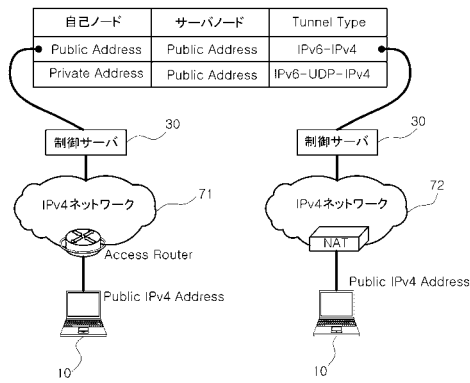 自己ノード サーバノード Tunnel Type
Public Address Public Address IPv6-IPv4
Private Address Public Address IPv6-UDP-IPv4
制御サーバ 30
制御サーバ 30
IPv4ネットワーク 71
IPv4ネットワーク 72
Access Router
NAT
Public IPv4 Address
Public IPv4 Address
10
10